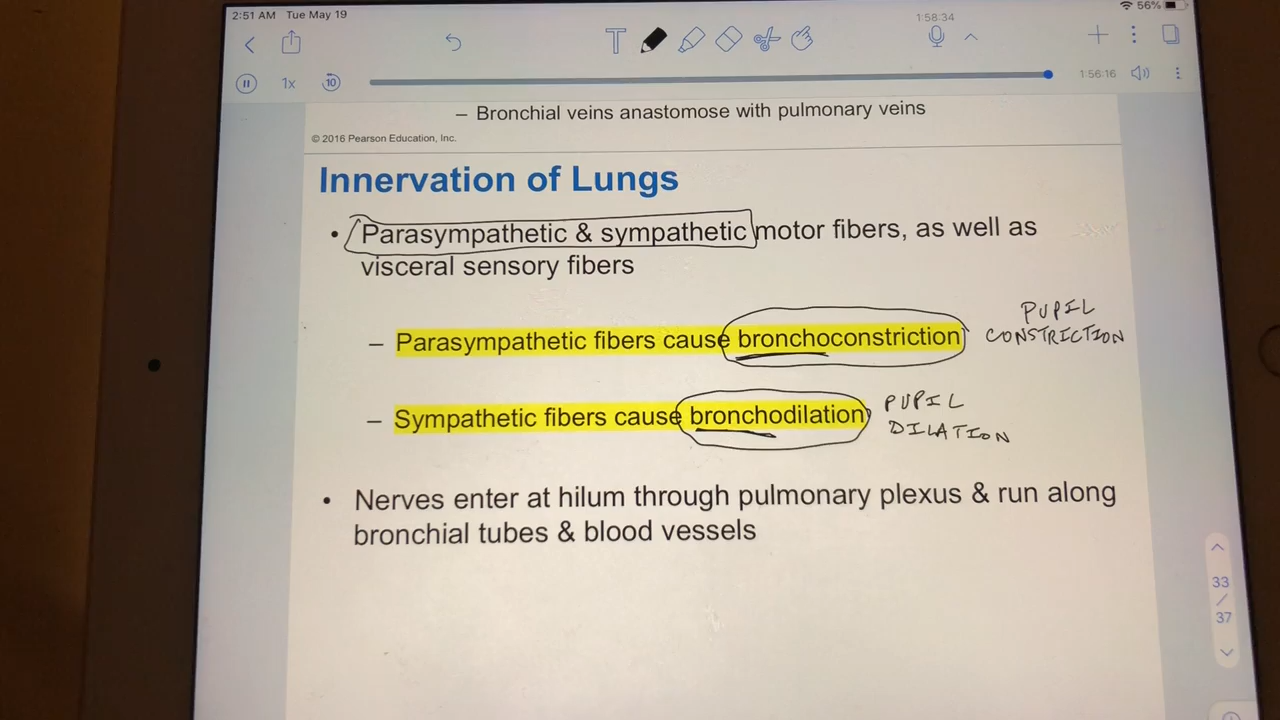 2:51 AM Tue May 19
56%
1:58:34
T
1x
10
1:56:16
– Bronchial veins anastomose with pulmonary veins
© 2016 Pearson Education, Inc.
Innervation of Lungs
• Parasympathetic & sympathetic motor fibers, as well as
visceral sensory fibers
– Parasympathetic fibers cause bronchoconstriction
PUPIL
CONSTRICTION
– Sympathetic fibers cause bronchodilation
PUPIL
DILATION
• Nerves enter at hilum through pulmonary plexus & run along
bronchial tubes & blood vessels
33
/
37